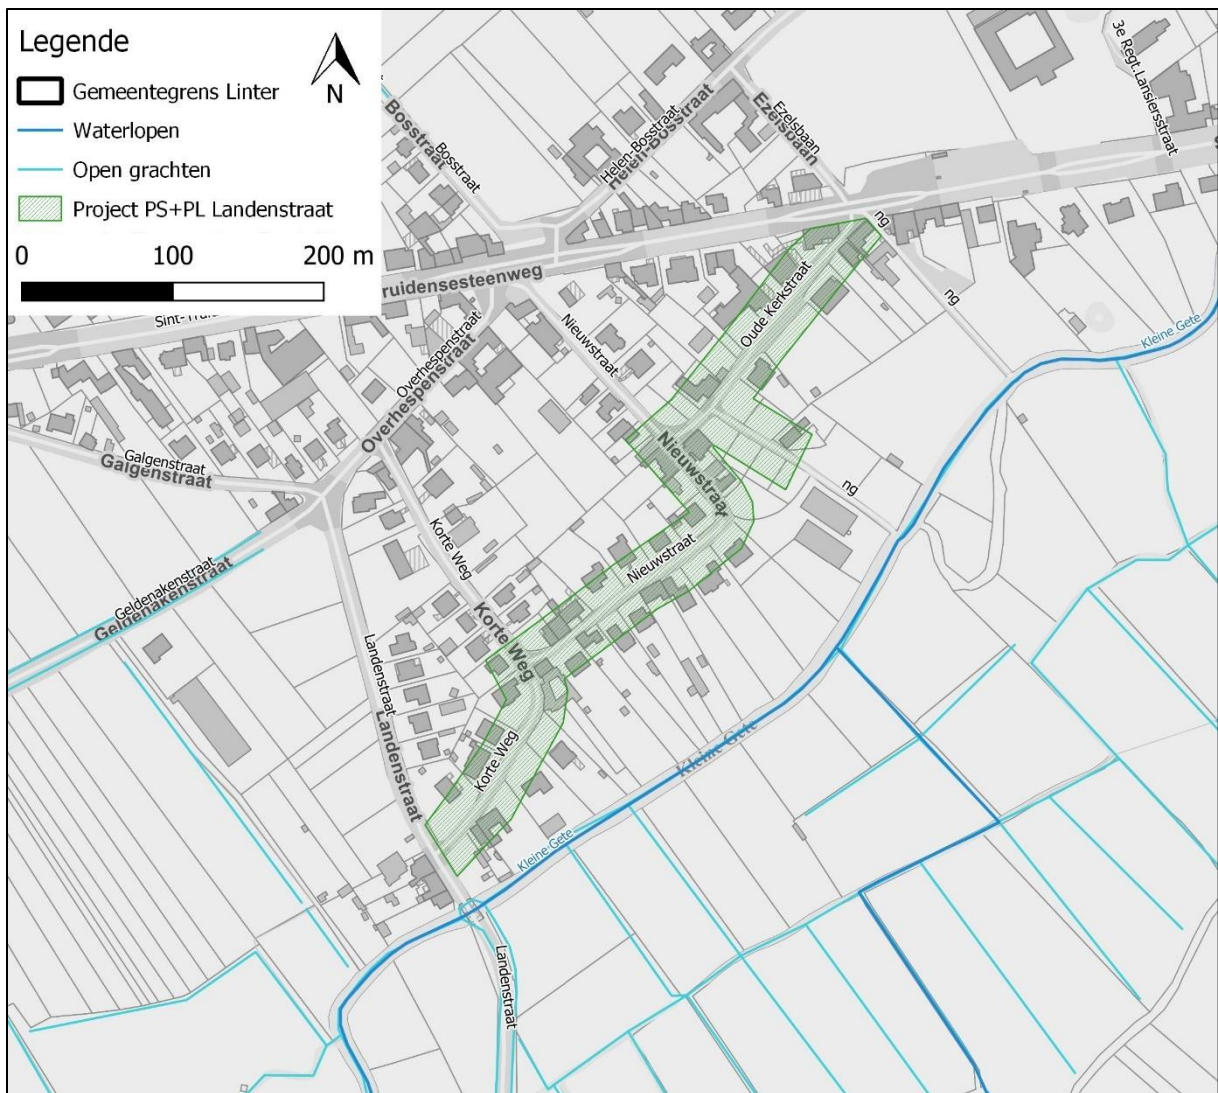 Legende
N
Gemeentegrens Linter
Waterlopen
Open grachten
Project PS+PL Landenstraat
0 100 200 m
3e Regt.Lansiersstraat
Bosstraat
Bosstraat
Helen-Bosstraat
Helen-Bosstraat
Ezelsbaan
Ezelsbaan
ng
ruidensesteenweg
Sint-Trui
Oude Kerkstraat
ng
Kleine Gete
Nieuwstraat
Overhespenstraat
Overhespenstraat
Galgenstraat
Galgenstraat
Nieuwstraat
ng
Korte Weg
Nieuwstraat
Geldenakenstraat
Geldenakenstraat
Korte Weg
Landenstraat
Landenstraat
Korte Weg
Kleine Gete
Kleine Gete
Landenstraat